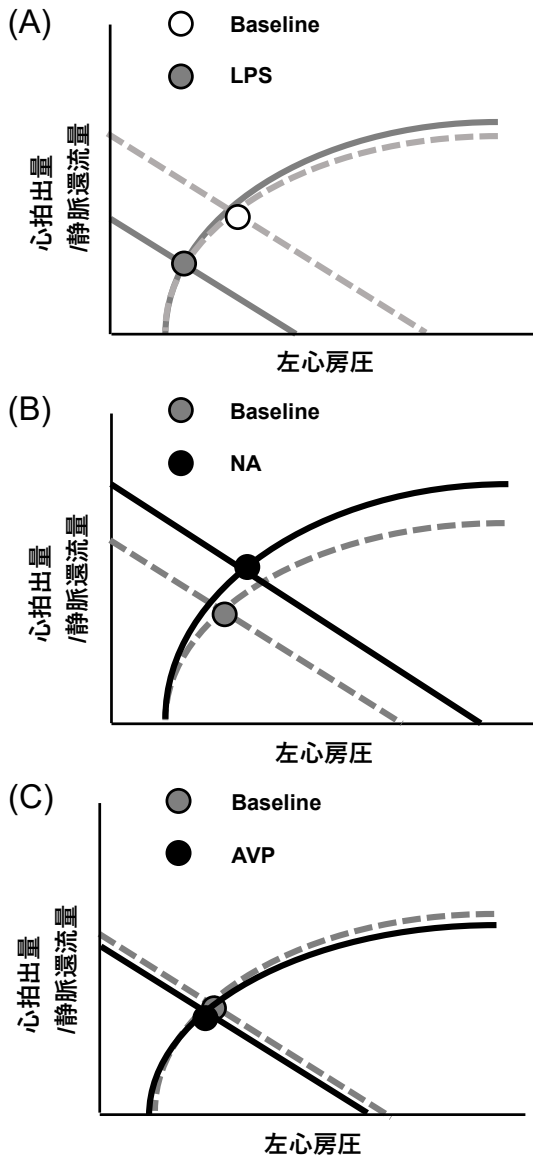 (A)
Baseline
LPS
心拍出量
/静脈還流量
左心房圧
(B)
Baseline
NA
心拍出量
/静脈還流量
左心房圧
(C)
Baseline
AVP
心拍出量
/静脈還流量
左心房圧